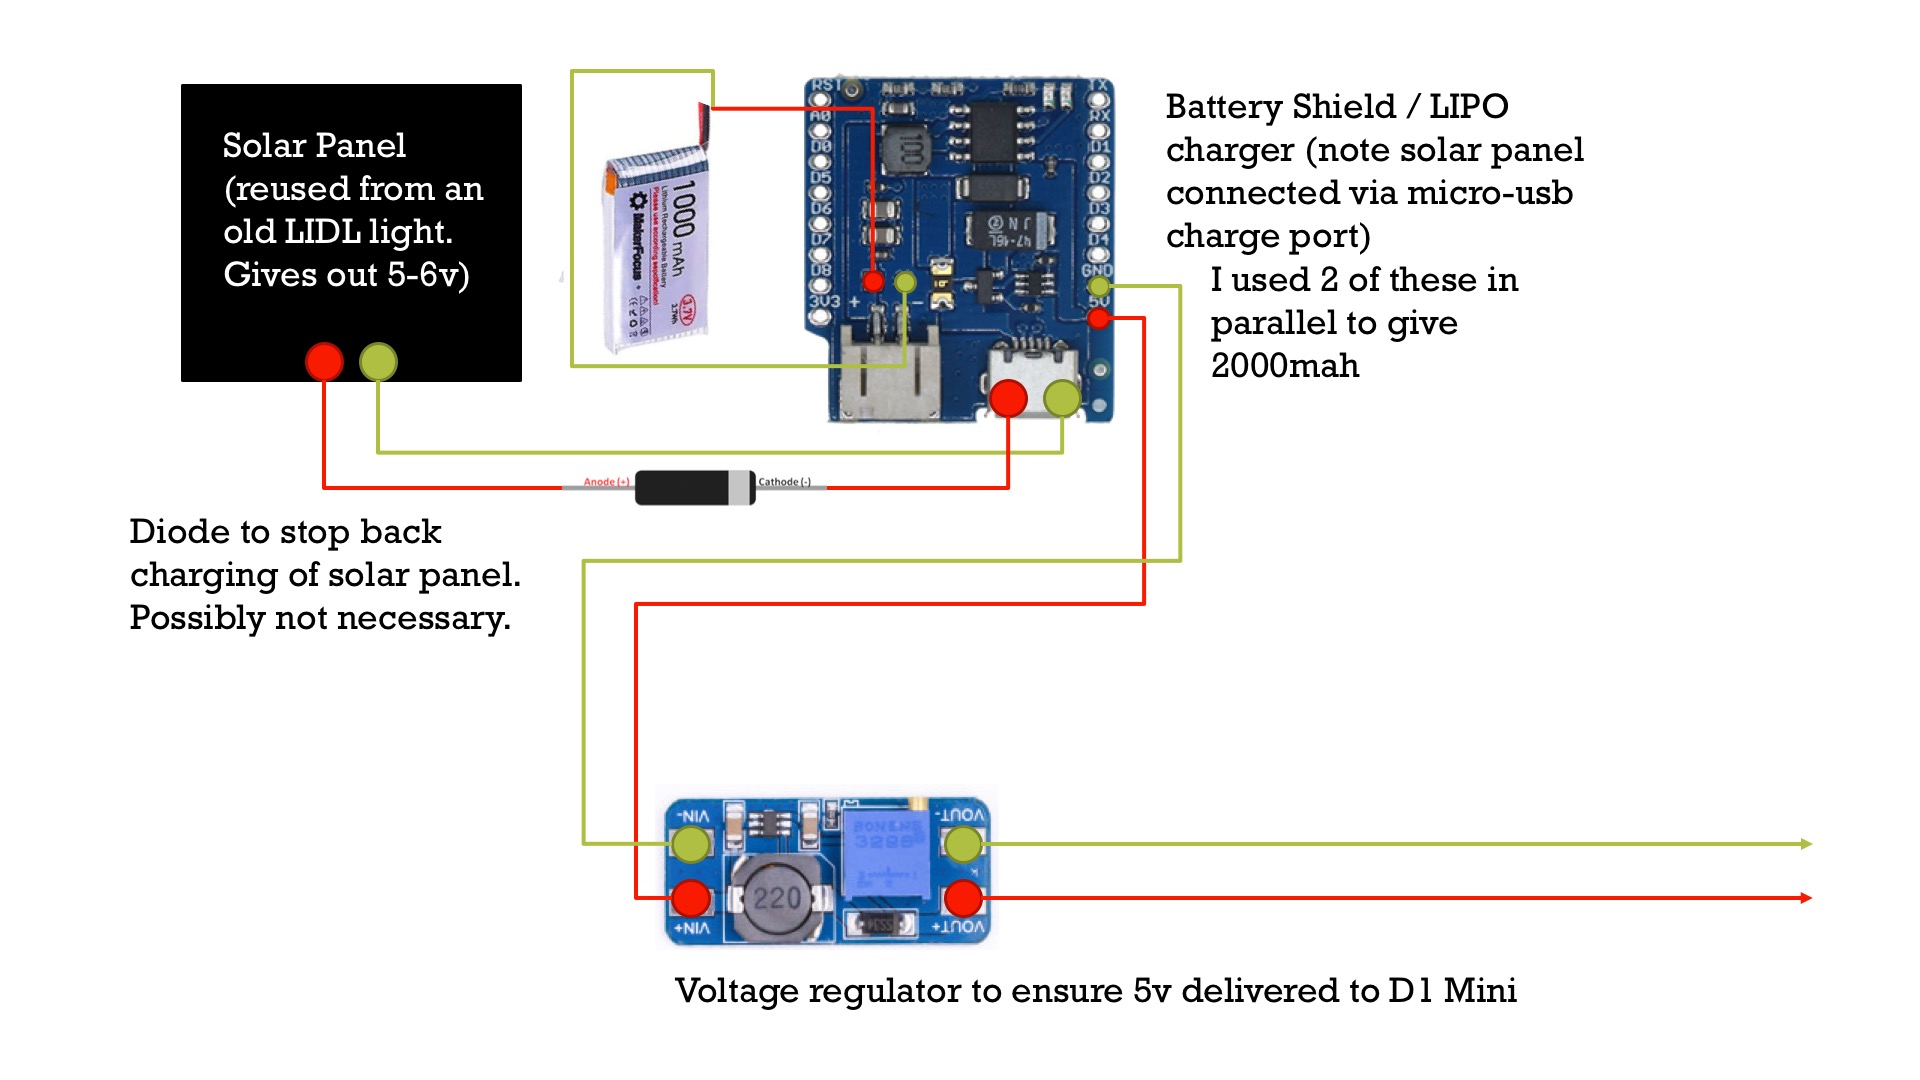 Solar Panel
(reused from an
old LIDL light.
Gives out 5-6v)
1000 mAh
Lithium Rechargeable Battery
MakerFocus
3.7V
RST
A0
D0
D5
D6
D7
D8
3V3
+
-
100
TX
RX
D1
D2
D3
D4
GND
5V
Battery Shield / LIPO
charger (note solar panel
connected via micro-usb
charge port)
I used 2 of these in
parallel to give
2000mah
Anode (+)
Cathode (-)
Diode to stop back
charging of solar panel.
Possibly not necessary.
VIN-
VIN+
220
3296
VOUT-
VOUT+
Voltage regulator to ensure 5v delivered to D1 Mini